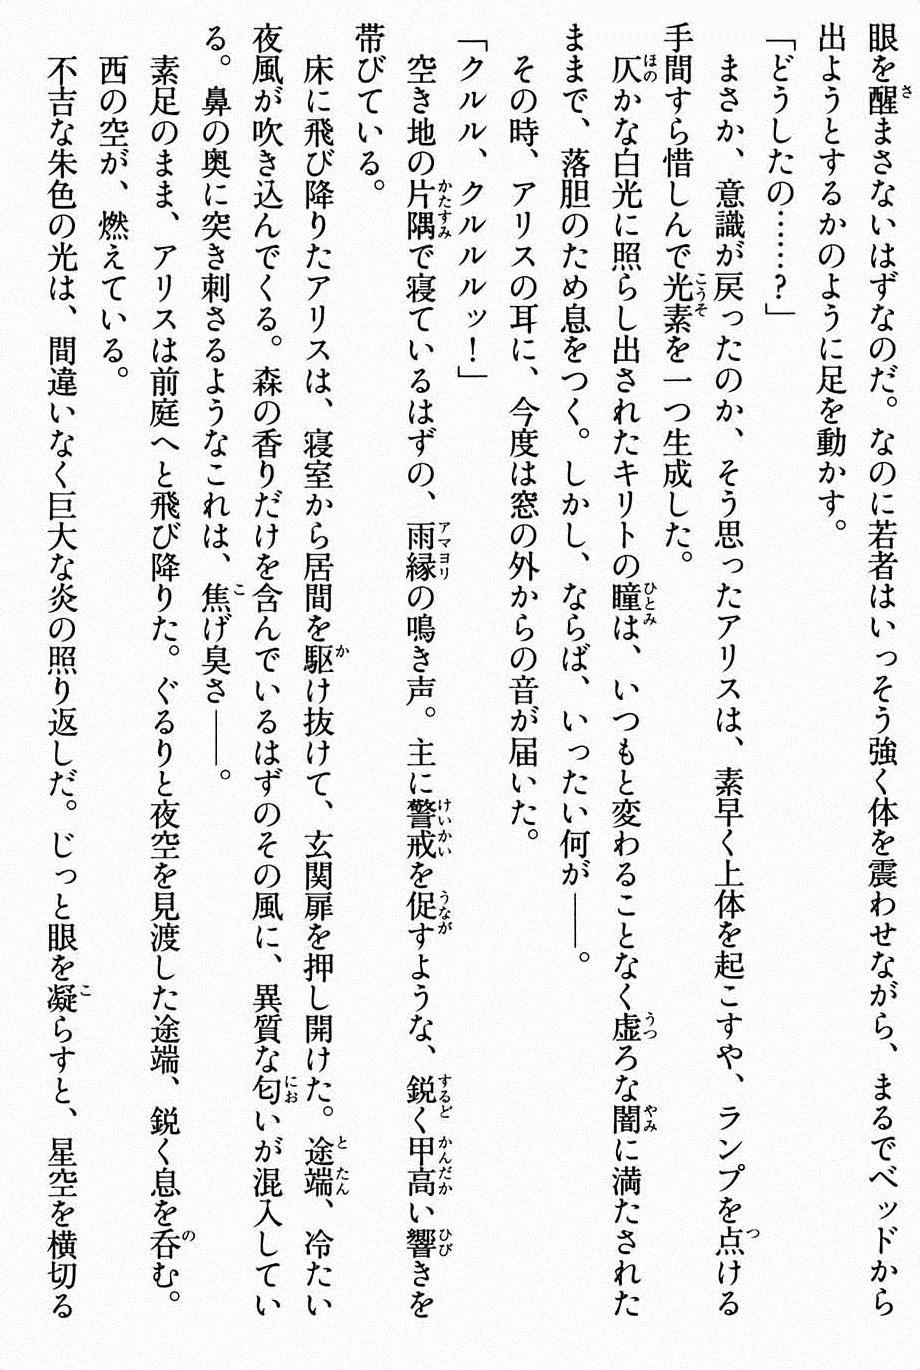 眼を醒まさないはずなのだ。なのに若者はいっそう強く体を震わせながら、まるでベッドから
出ようとするかのように足を動かす。
「どうしたの……？」
まさか、意識が戻ったのか、そう思ったアリスは、素早く上体を起こすや、ランプを点ける
手間すら惜しんで光素を一つ生成した。
仄かな白光に照らし出されたキリトの瞳は、いつもと変わることなく虚ろな闇に満たされた
ままで、落胆のため息をつく。しかし、ならば、いったい何が――。
その時、アリスの耳に、今度は窓の外からの音が届いた。
「クルル、クルルルッ！」
空き地の片隅で寝ているはずの、雨縁の鳴き声。主に警戒を促すような、鋭く甲高い響きを
帯びている。
床に飛び降りたアリスは、寝室から居間を駆け抜けて、玄関扉を押し開けた。途端、冷たい
夜風が吹き込んでくる。森の香りだけを含んでいるはずのその風に、異質な匂いが混入してい
る。鼻の奥に突き刺さるようなこれは、焦げ臭さ――。
素足のまま、アリスは前庭へと飛び降りた。ぐるりと夜空を見渡した途端、鋭く息を呑む。
西の空が、燃えている。
不吉な朱色の光は、間違いなく巨大な炎の照り返しだ。じっと眼を凝らすと、星空を横切る